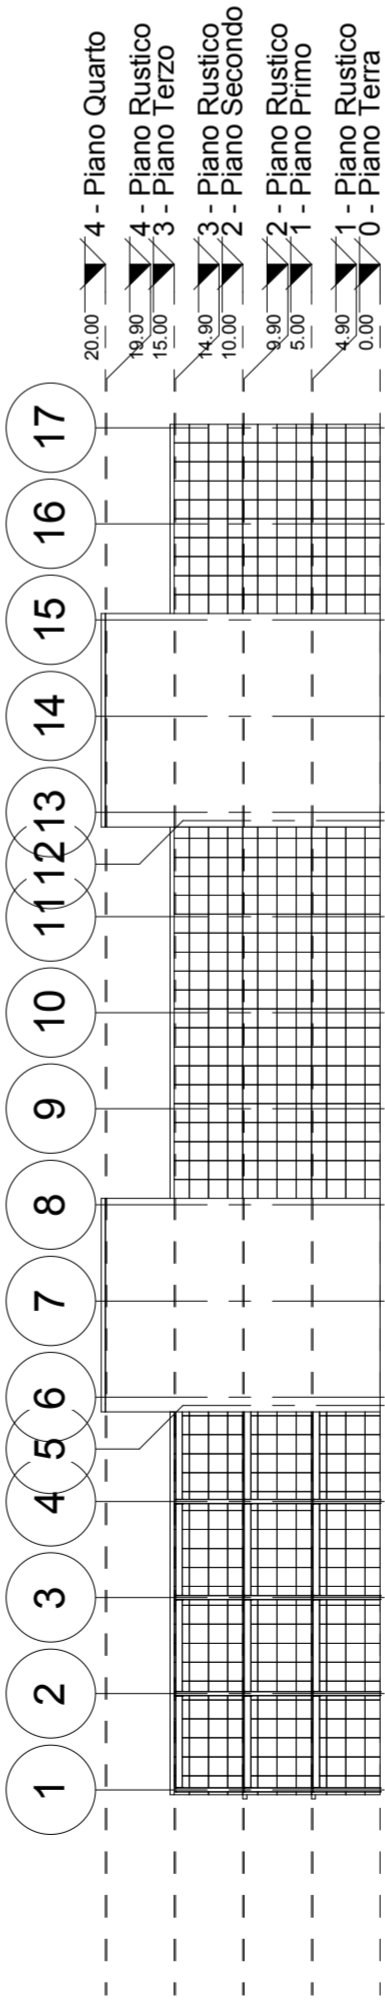 1
2
3
4
5
6
7
8
9
10
11
12
13
14
15
16
17
20.00
4 - Piano Quarto
19.90
4 - Piano Rustico
15.00
3 - Piano Terzo
14.90
3 - Piano Rustico
10.00
2 - Piano Secondo
9.90
2 - Piano Rustico
5.00
1 - Piano Primo
4.90
1 - Piano Rustico
0.00
0 - Piano Terra